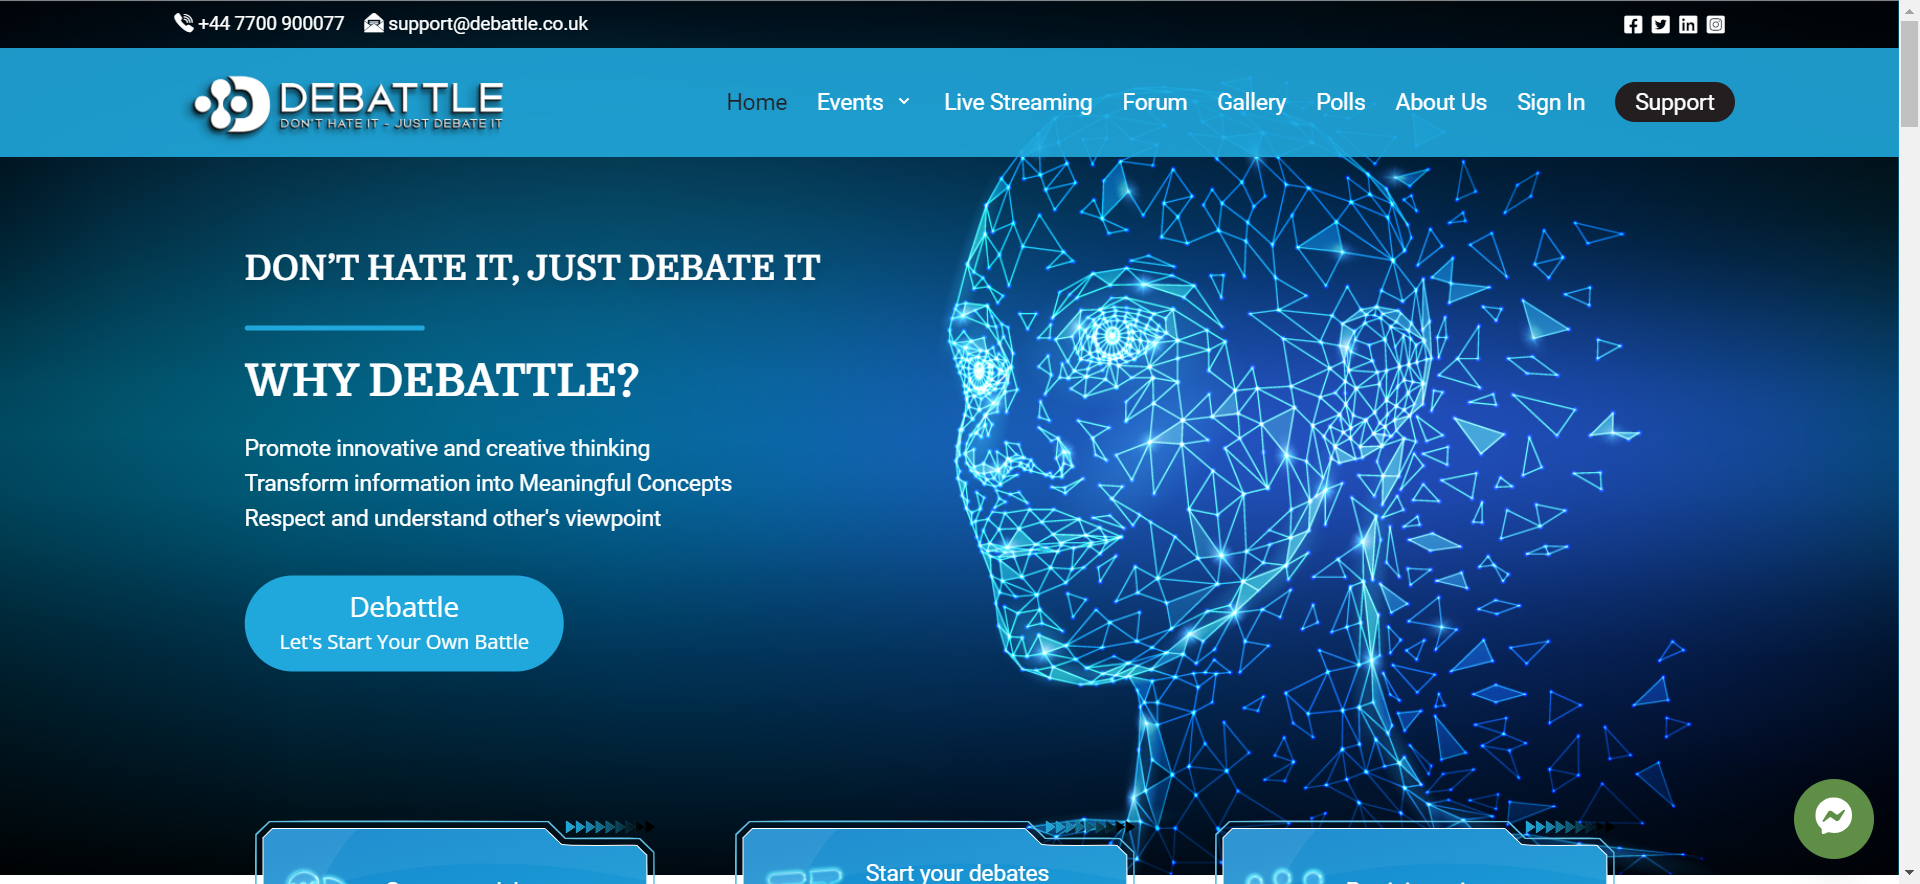 +44 7700 900077 support@debattle.co.uk
DEBATTLE
DON'T HATE IT - JUST DEBATE IT
Home Events Live Streaming Forum Gallery Polls About Us Sign In Support
DON’T HATE IT, JUST DEBATE IT
WHY DEBATTLE?
Promote innovative and creative thinking
Transform information into Meaningful Concepts
Respect and understand other's viewpoint
Debattle
Let's Start Your Own Battle
Start your debates